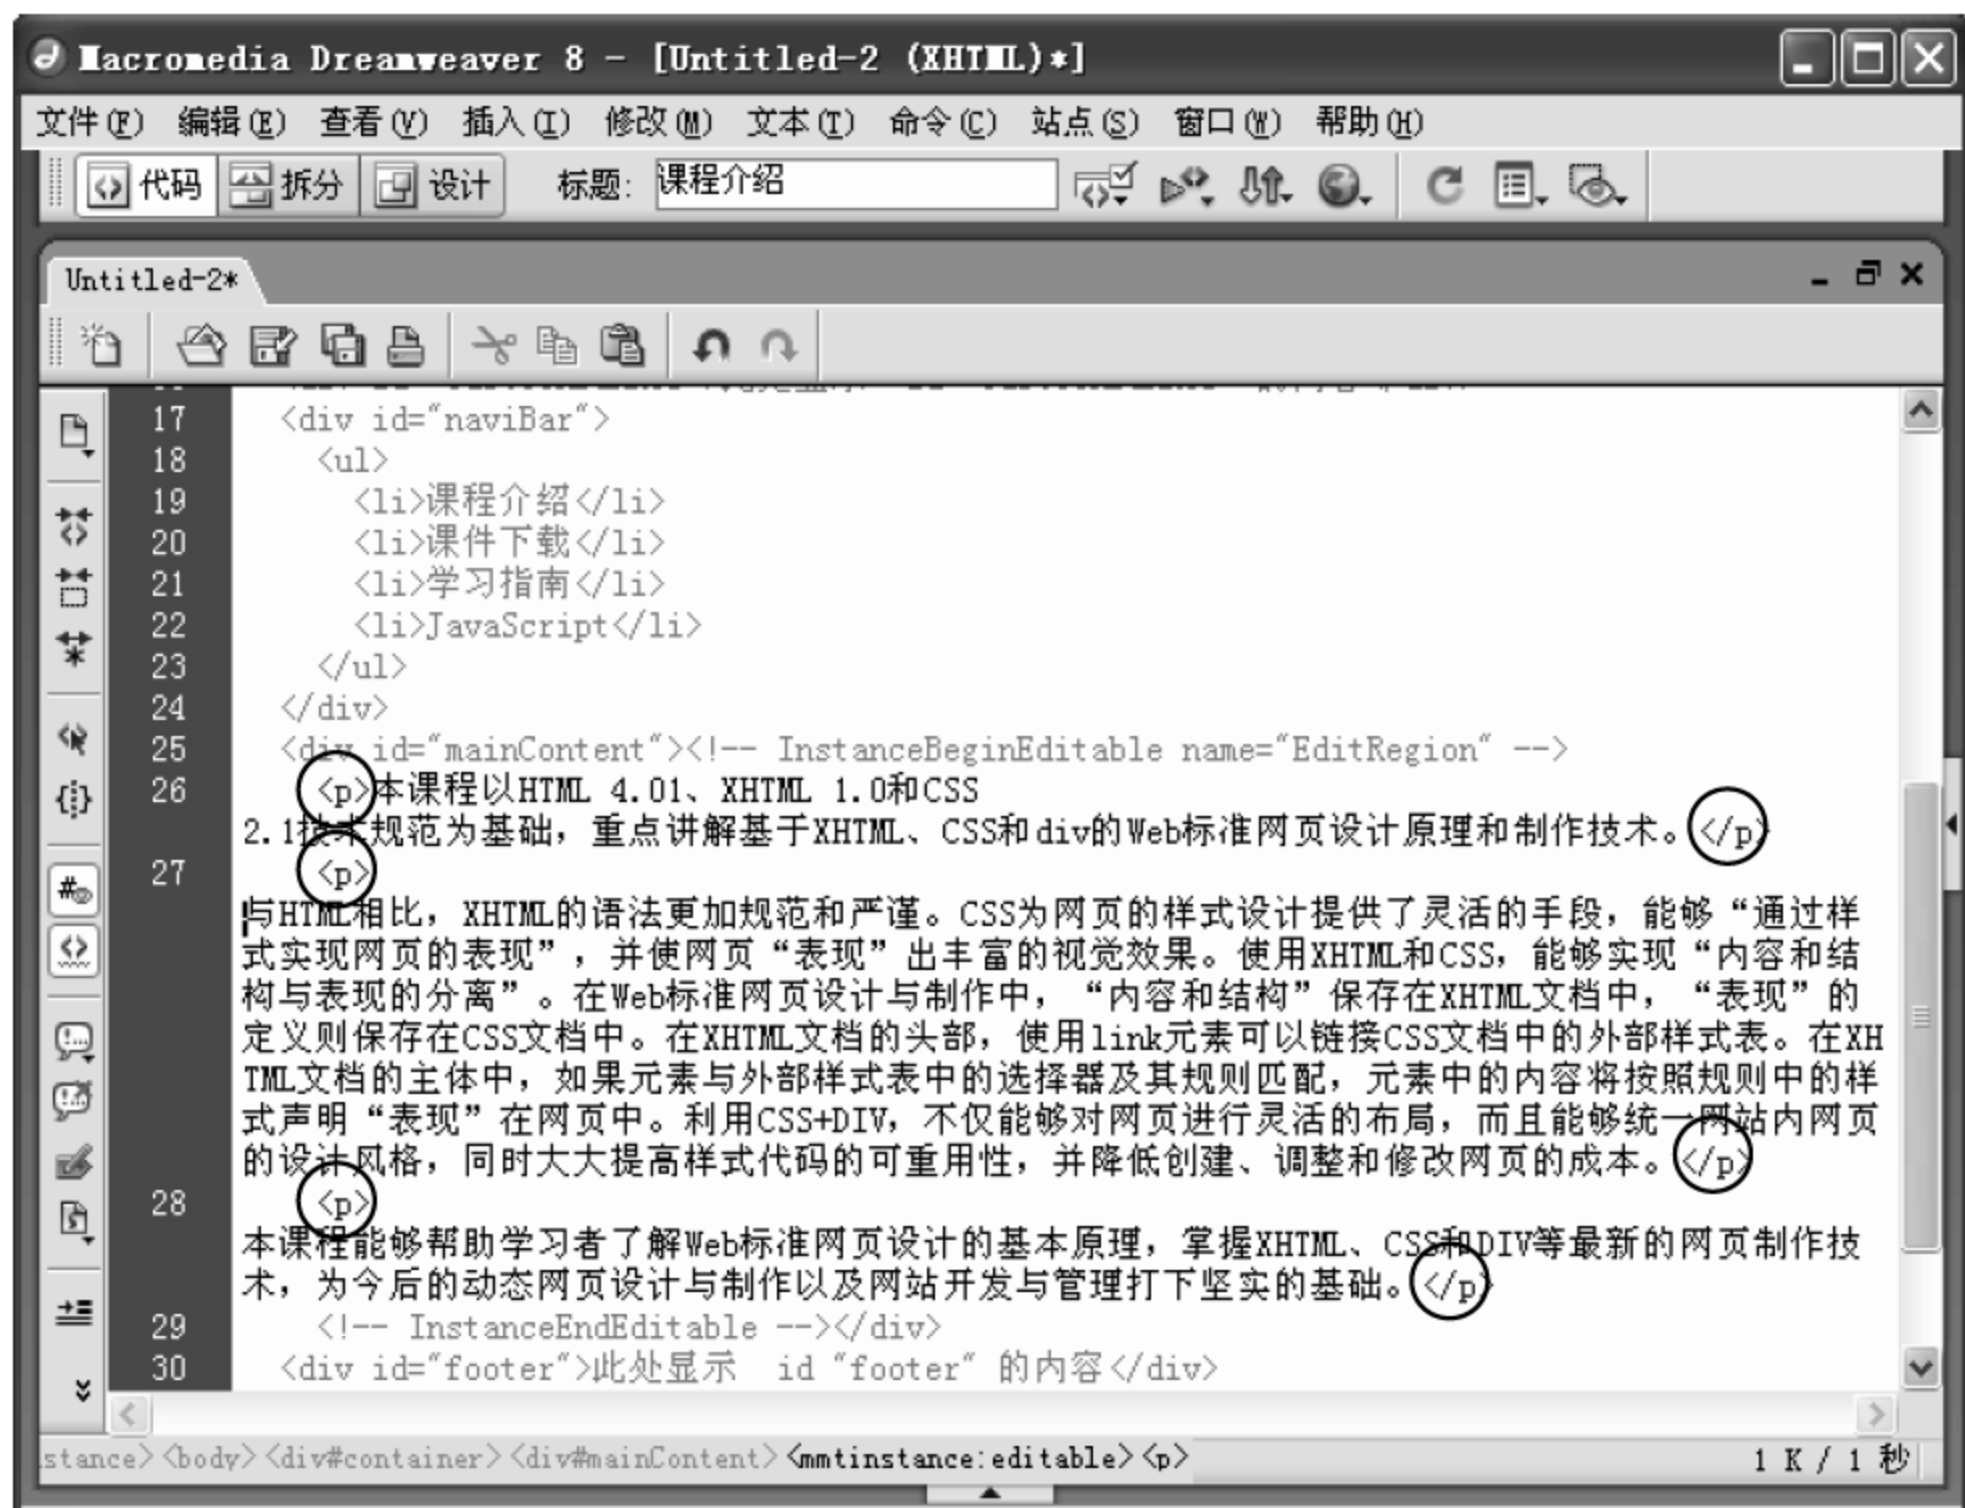 Macromedia Dreamweaver 8 - [Untitled-2 (XHTML)*]
文件(F) 编辑(E) 查看(V) 插入(I) 修改(M) 文本(T) 命令(C) 站点(S) 窗口(W) 帮助(H)
代码 拆分 设计 标题: 课程介绍
Untitled-2*
17 <div id="naviBar">
18 <ul>
19 <li>课程介绍</li>
20 <li>课件下载</li>
21 <li>学习指南</li>
22 <li>JavaScript</li>
23 </ul>
24 </div>
25 <div id="mainContent"><!-- InstanceBeginEditable name="EditRegion" -->
26 <p>本课程以HTML 4.01、XHTML 1.0和CSS
2.1技术规范为基础，重点讲解基于XHTML、CSS和div的Web标准网页设计原理和制作技术。</p>
27 <p>
与HTML相比，XHTML的语法更加规范和严谨。CSS为网页的样式设计提供了灵活的手段，能够“通过样
式实现网页的表现”，并使网页“表现”出丰富的视觉效果。使用XHTML和CSS，能够实现“内容和结
构与表现的分离”。在Web标准网页设计与制作中，“内容和结构”保存在XHTML文档中，“表现”的
定义则保存在CSS文档中。在XHTML文档的头部，使用link元素可以链接CSS文档中的外部样式表。在XH
TML文档的主体中，如果元素与外部样式表中的选择器及其规则匹配，元素中的内容将按照规则中的样
式声明“表现”在网页中。利用CSS+DIV，不仅能够对网页进行灵活的布局，而且能够统一网站内网页
的设计风格，同时大大提高样式代码的可重用性，并降低创建、调整和修改网页的成本。</p>
28 <p>
本课程能够帮助学习者了解Web标准网页设计的基本原理，掌握XHTML、CSS和DIV等最新的网页制作技
术，为今后的动态网页设计与制作以及网站开发与管理打下坚实的基础。</p>
29 <!-- InstanceEndEditable --></div>
30 <div id="footer">此处显示 id "footer" 的内容</div>
stance> <body> <div#container> <div#mainContent> <mmtinstance:editable> <p> 1 K / 1 秒